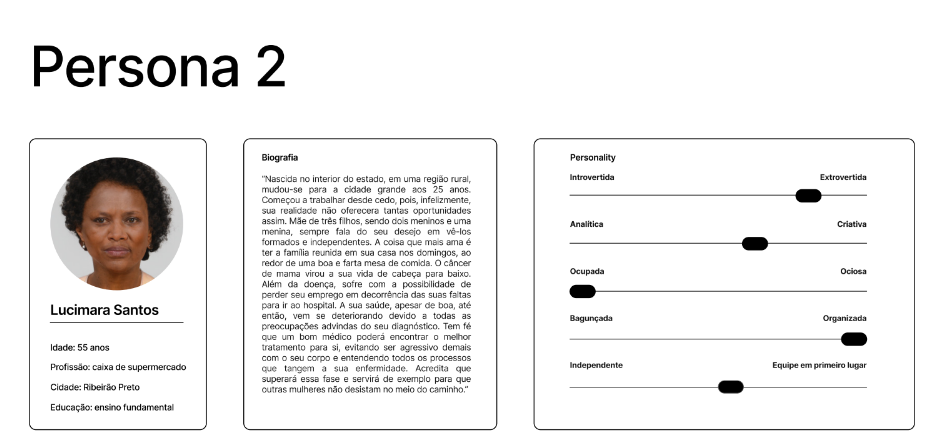 Persona 2
Lucimara Santos
Idade: 55 anos
Profissão: caixa de supermercado
Cidade: Ribeirão Preto
Educação: ensino fundamental
Biografia
“Nascida no interior do estado, em uma região rural,
mudou-se para a cidade grande aos 25 anos.
Começou a trabalhar desde cedo, pois, infelizmente,
sua realidade não oferecera tantas oportunidades
assim. Mãe de três filhos, sendo dois meninos e uma
menina, sempre fala do seu desejo em vê-los
formados e independentes. A coisa que mais ama é
ter a família reunida em sua casa nos domingos, ao
redor de uma boa e farta mesa de comida. O câncer
de mama virou a sua vida de cabeça para baixo.
Além da doença, sofre com a possibilidade de
perder seu emprego em decorrência das suas faltas
para ir ao hospital. A sua saúde, apesar de boa, até
então, vem se deteriorando devido a todas as
preocupações advindas do seu diagnóstico. Tem fé
que um bom médico poderá encontrar o melhor
tratamento para si, evitando ser agressivo demais
com o seu corpo e entendendo todos os processos
que tangem a sua enfermidade. Acredita que
superará essa fase e servirá de exemplo para que
outras mulheres não desistam no meio do caminho.”
Personality
Introvertida Extrovertida
Analítica Criativa
Ocupada Ociosa
Bagunçada Organizada
Independente Equipe em primeiro lugar